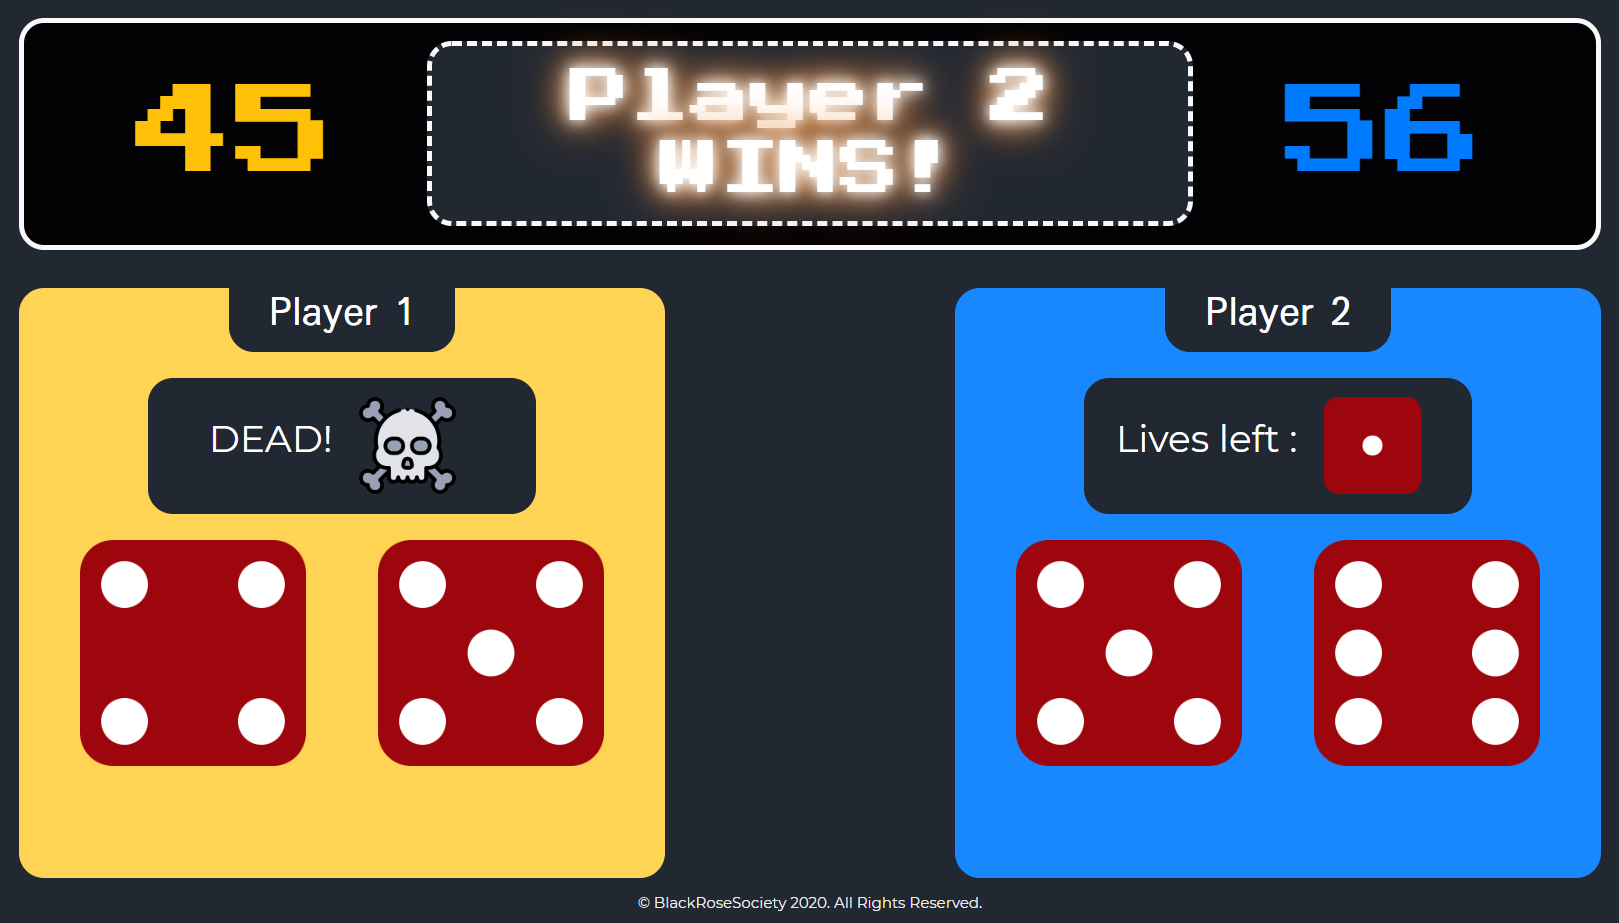 45
Player 2
WINS!
56
Player 1
DEAD!
Player 2
Lives left :
© BlackRoseSociety 2020. All Rights Reserved.